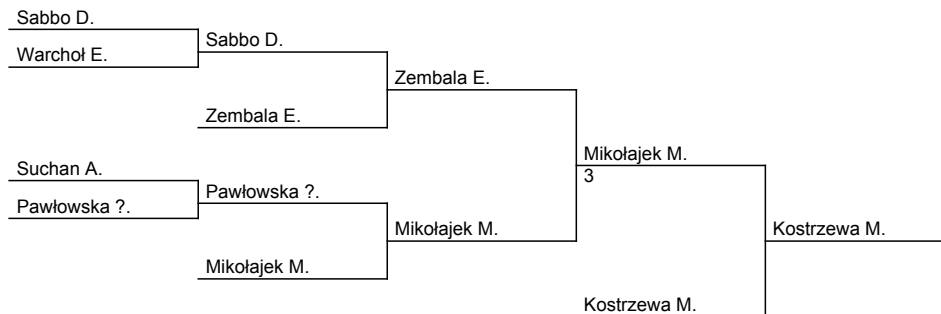 Sabbo D.
Warchoł E.
Sabbo D.
Zembala E.
Zembala E.
Suchan A.
Pawłowska ?.
Pawłowska ?.
Mikołajek M.
Mikołajek M.
Mikołajek M.
3
Kostrzewa M.
Kostrzewa M.